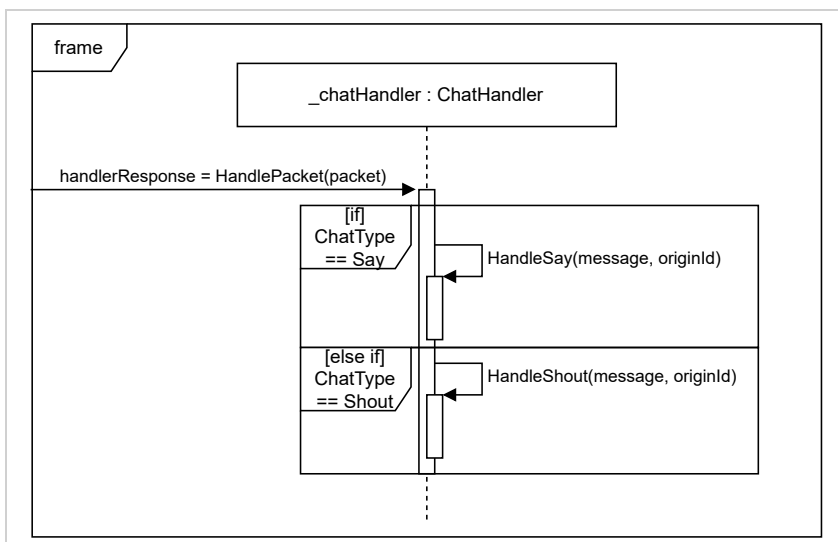 frame
_chatHandler : ChatHandler
handlerResponse = HandlePacket(packet)
[if]
ChatType
== Say
HandleSay(message, originId)
[else if]
ChatType
== Shout
HandleShout(message, originId)